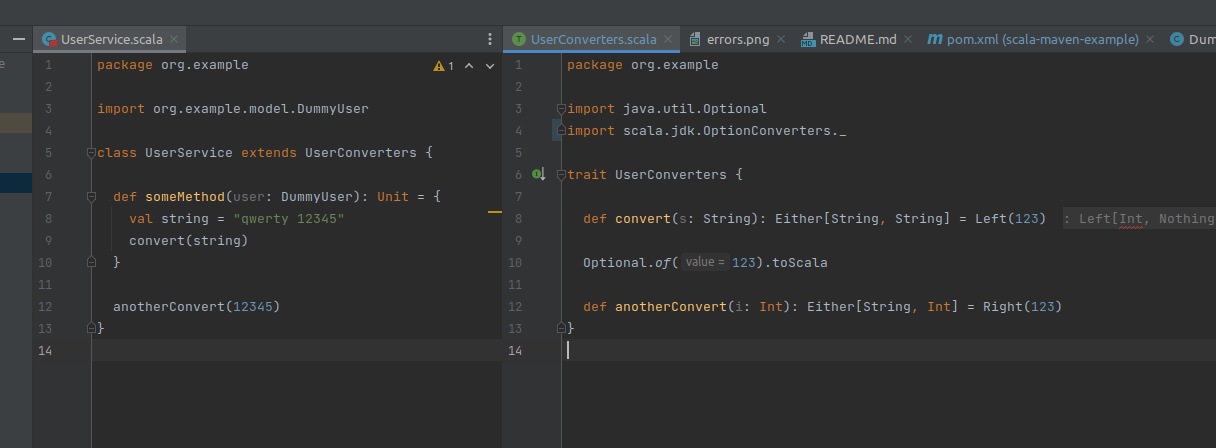 UserService.scala
UserConverters.scala
errors.png
README.md
pom.xml (scala-maven-example)
Dum
1 package org.example
2
3 import org.example.model.DummyUser
4
5 class UserService extends UserConverters {
6
7 def someMethod(user: DummyUser): Unit = {
8 val string = "qwerty 12345"
9 convert(string)
10 }
11
12 anotherConvert(12345)
13 }
14
1
1 package org.example
2
3 import java.util.Optional
4 import scala.jdk.OptionConverters._
5
6 trait UserConverters {
7
8 def convert(s: String): Either[String, String] = Left(123) : Left[Int, Nothing
9
10 Optional.of( value = 123).toScala
11
12 def anotherConvert(i: Int): Either[String, Int] = Right(123)
13 }
14